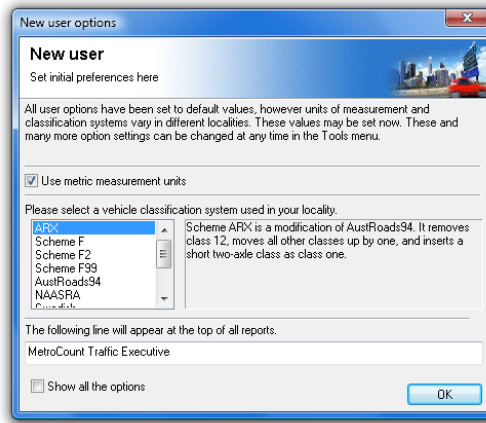 New user options
New user
Set initial preferences here
All user options have been set to default values, however units of measurement and
classification systems vary in different localities. These values may be set now. These and
many more option settings can be changed at any time in the Tools menu.
Use metric measurement units
Please select a vehicle classification system used in your locality.
ARX
Scheme F
Scheme F2
Scheme F99
AustRoads94
NAASRA
Scheme ARX is a modification of AustRoads94. It removes
class 12, moves all other classes up by one, and inserts a
short two-axle class as class one.
The following line will appear at the top of all reports.
MetroCount Traffic Executive
Show all the options
OK